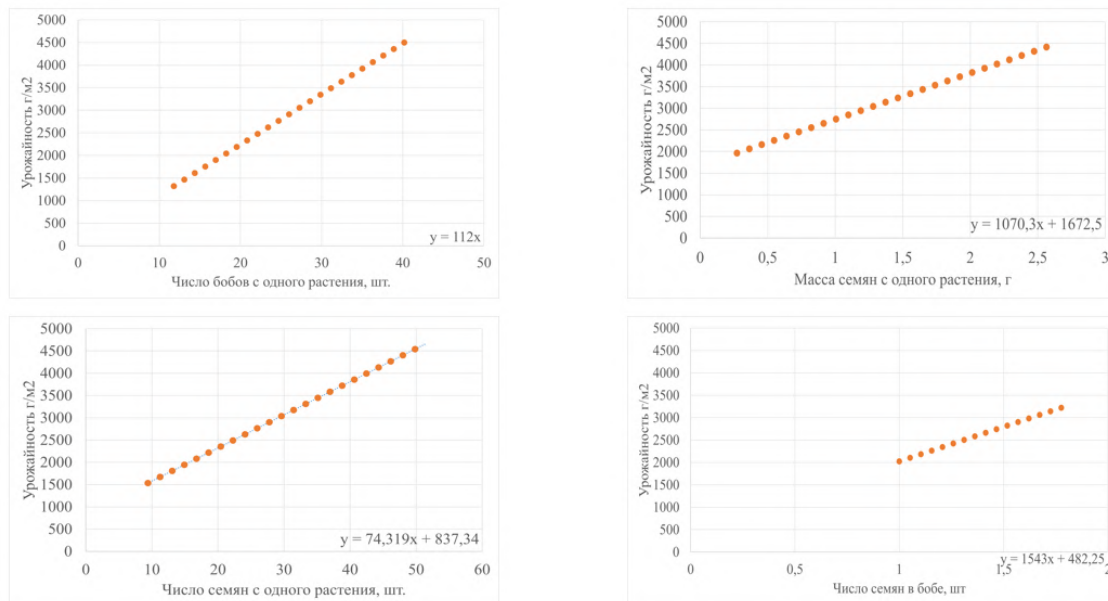 5000
4500
4000
3500
3000
2500
2000
1500
1000
500
0
Урожайность г/м2
0 10 20 30 40 50
Число бобов с одного растения, шт.
y = 112x
5000
4500
4000
3500
3000
2500
2000
1500
1000
500
0
Урожайность г/м2
0 0,5 1 1,5 2 2,5 3
Масса семян с одного растения, г
y = 1070,3x + 1672,5
5000
4500
4000
3500
3000
2500
2000
1500
1000
500
0
Урожайность г/м2
0 10 20 30 40 50 60
Число семян с одного растения, шт.
y = 74,319x + 837,34
5000
4500
4000
3500
3000
2500
2000
1500
1000
500
0
Урожайность г/м2
0 0,5 1 1,5 2
Число семян в бобе, шт
y = 1543x + 482,25